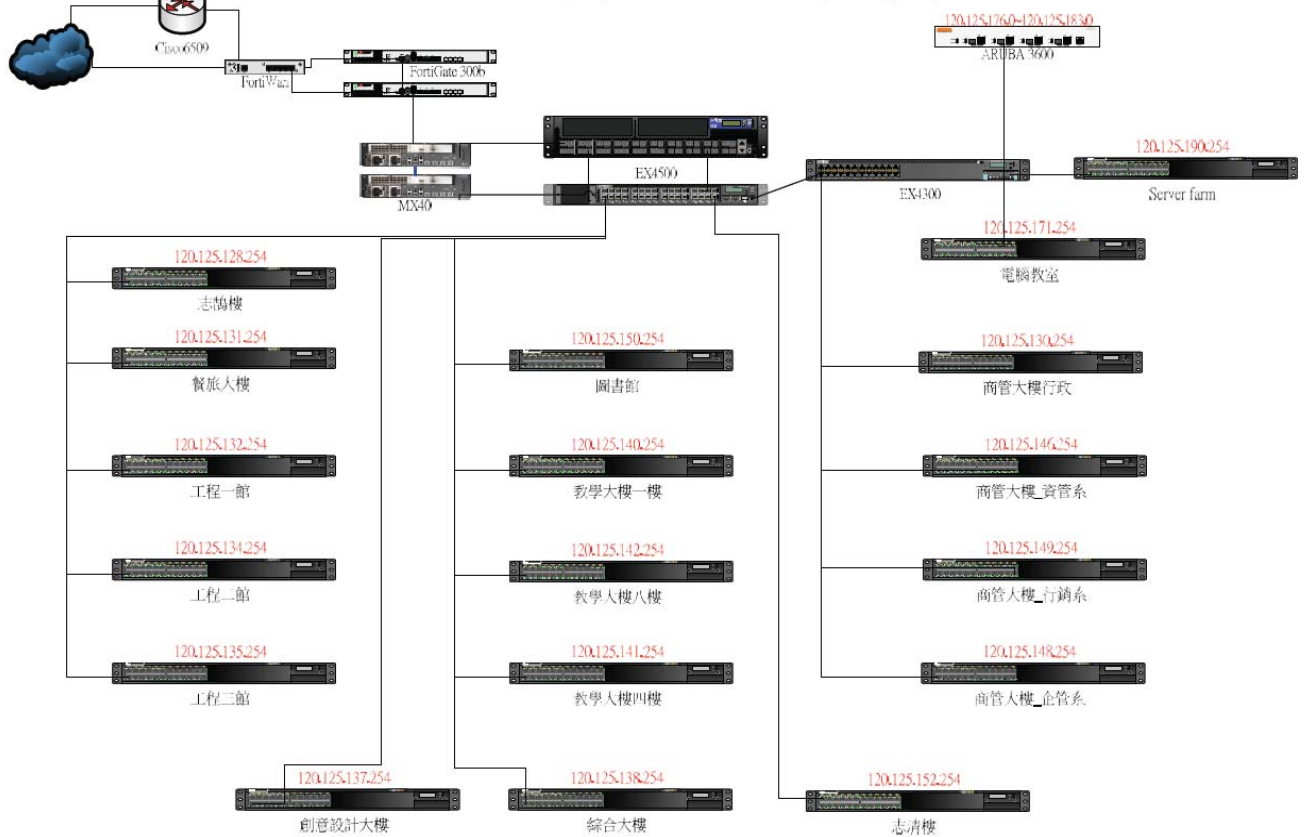 Cisco6509
120.125.176.0~120.125.183.0
ARUBA 3600
FortiWan
FortiGate 300b
EX4500
MX40
EX4300
120.125.190.254
Server farm
120.125.171.254
電腦教室
120.125.128.254
志鵠樓
120.125.131.254
餐旅大樓
120.125.132.254
工程一館
120.125.134.254
工程二館
120.125.135.254
工程三館
120.125.150.254
圖書館
120.125.140.254
教學大樓一樓
120.125.142.254
教學大樓八樓
120.125.141.254
教學大樓四樓
120.125.130.254
商管大樓行政
120.125.146.254
商管大樓_資管系
120.125.149.254
商管大樓_行銷系
120.125.148.254
商管大樓_企管系
120.125.137.254
創意設計大樓
120.125.138.254
綜合大樓
120.125.152.254
志清樓